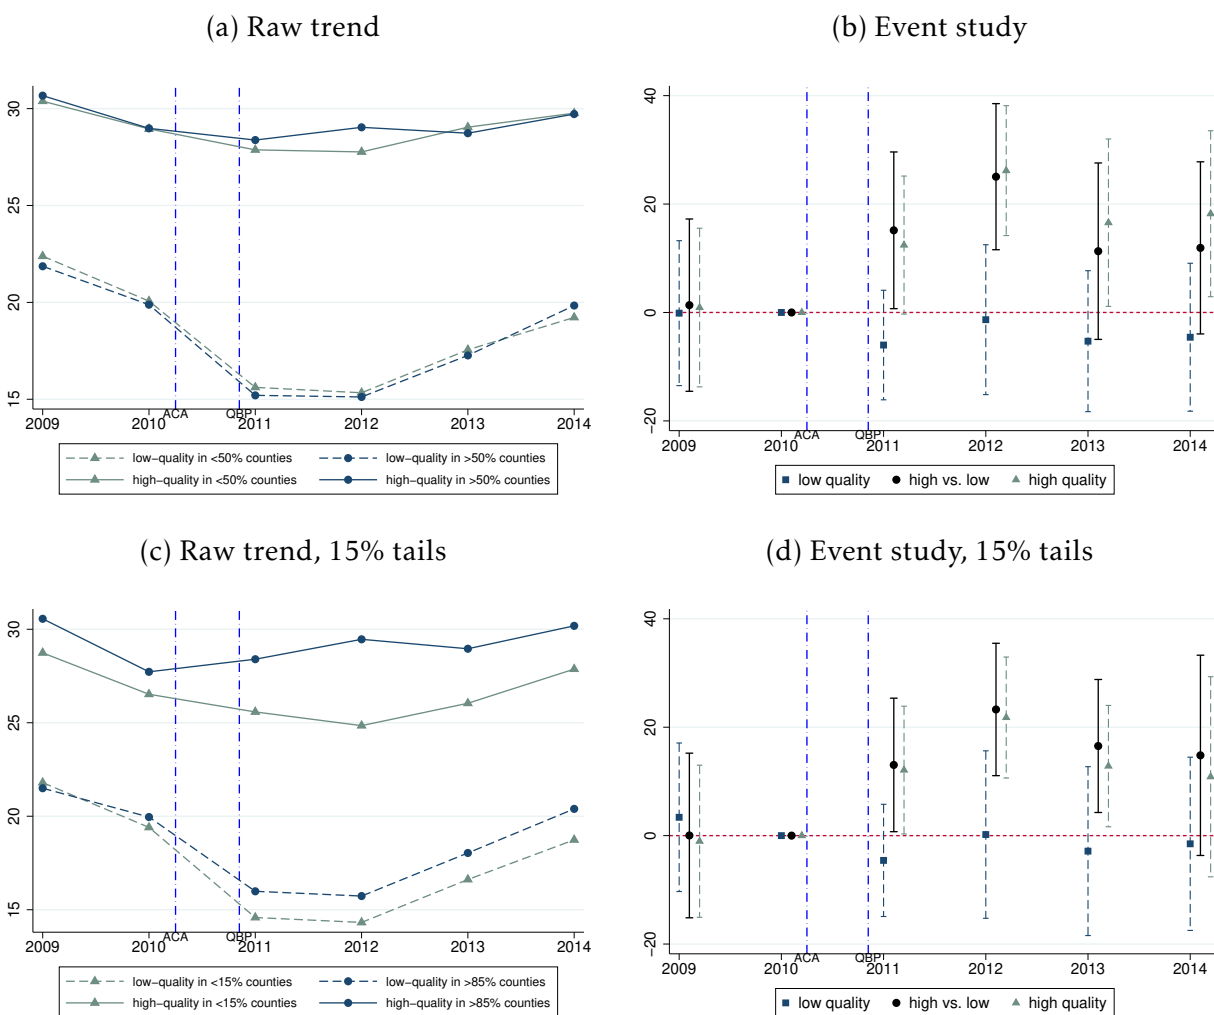 (a) Raw trend
(b) Event study
30
25
20
15
2009
2010
ACA
QBP
2011
2012
2013
2014
low−quality in <50% counties
low−quality in >50% counties
high−quality in <50% counties
high−quality in >50% counties
40
20
0
−20
2009
2010
ACA
QBP
2011
2012
2013
2014
low quality
high vs. low
high quality
(c) Raw trend, 15% tails
(d) Event study, 15% tails
30
25
20
15
2009
2010
ACA
QBP
2011
2012
2013
2014
low−quality in <15% counties
low−quality in >85% counties
high−quality in <15% counties
high−quality in >85% counties
40
20
0
−20
2009
2010
ACA
QBP
2011
2012
2013
2014
low quality
high vs. low
high quality